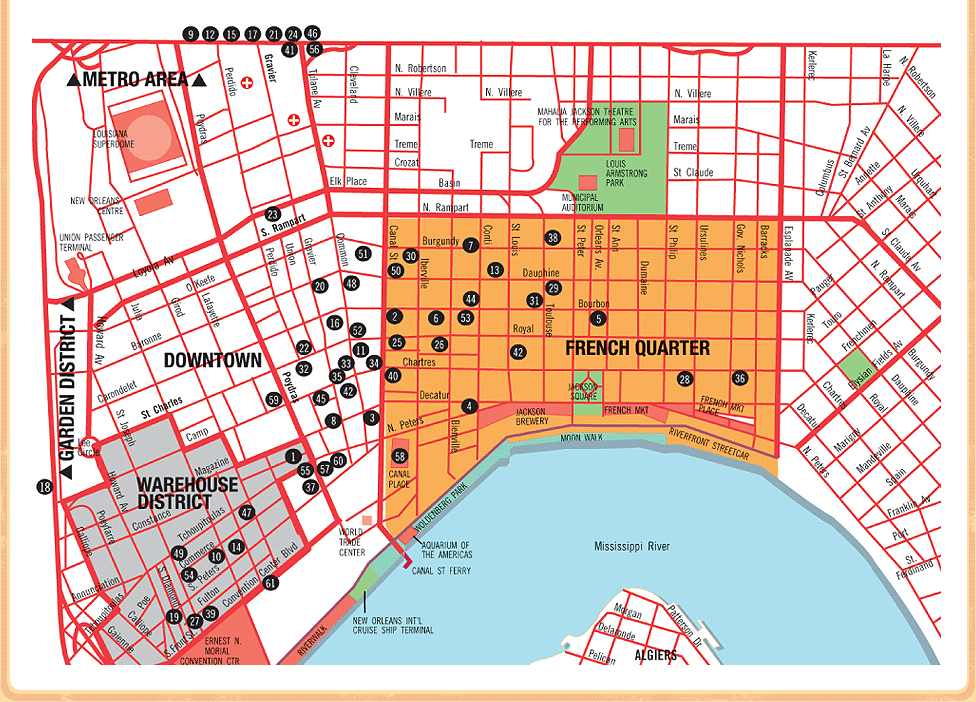 9 12 15 17 21 24 46
41 56
▲METRO AREA▲
Perdido
Gravier
Tulane Av
Cleveland
Poydras
LOUISIANA
SUPERDOME
NEW ORLEANS
CENTRE
UNION PASSENGER
TERMINAL
N. Robertson
N. Villere
N. Villere
Marais
Treme
Treme
Crozat
Elk Place
Basin
N. Rampart
MAHALIA JACKSON THEATRE
FOR THE PERFORMING ARTS
LOUIS
ARMSTRONG
PARK
MUNICIPAL
AUDITORIUM
N. Villere
Marais
Treme
St Claude
Kerlerec
La Harpe
N. Robertson
N. Villere
St Bernard Av
Columbus
Annette
St Anthony
Urquhart
Marais
St Claude Av
N. Rampart
23
S. Rampart
Loyola Av
O'Keefe
Perdido
Union
Gravier
Common
51
20
48
Julia
Girod
Lafayette
Baronne
Howard Av
▲GARDEN DISTRICT▲
DOWNTOWN
Carondelet
St Charles
St Joseph
Camp
Poydras
16
52
22
11
33
34
32
35
59
45
42
8
3
Lee
Circle
18
Canal St
Burgundy
Iberville
Conti
St Louis
St Peter
Orleans Av.
St Ann
Dumaine
St Philip
Ursulines
Gov. Nichols
Barracks
Esplanade AV
7
38
30
50
13
Dauphine
29
44
31
Bourbon
Toulouse
2
6
53
5
Royal
25
26
42
FRENCH QUARTER
Chartres
40
28
36
Decatur
4
JACKSON
SQUARE
JACKSON
BREWERY
FRENCH MKT
FRENCH MKT
PLACE
N. Peters
Bienville
MOON WALK
RIVERFRONT STREETCAR
58
CANAL
PLACE
WOLDENBERG PARK
Kerlerec
Pauger
Touro
Frenchmen
Elysian Fields Av
Burgundy
Dauphine
Royal
Chartres
Decatur
N. Peters
Marigny
Mandeville
Spain
Franklin Av
Port
St
Ferdinand
WAREHOUSE
DISTRICT
Magazine
1
55
57
60
37
Howard Av
Constance
Tchoupitoulas
47
Poeyfarre
Calliope
Commerce
49
10
14
54
S. Peters
S. Diamond
Fulton
Convention Center Blvd
61
Annunciation
Tchoupitoulas
Poe
Calliope
Gaiennie
19
27
39
S. Front St
ERNEST N.
MORIAL
CONVENTION CTR
RIVERWALK
WORLD
TRADE
CENTER
AQUARIUM OF
THE AMERICAS
CANAL ST FERRY
NEW ORLEANS INT'L
CRUISE SHIP TERMINAL
Mississippi River
Morgan
Delaronde
Pelican
Patterson Dr
ALGIERS